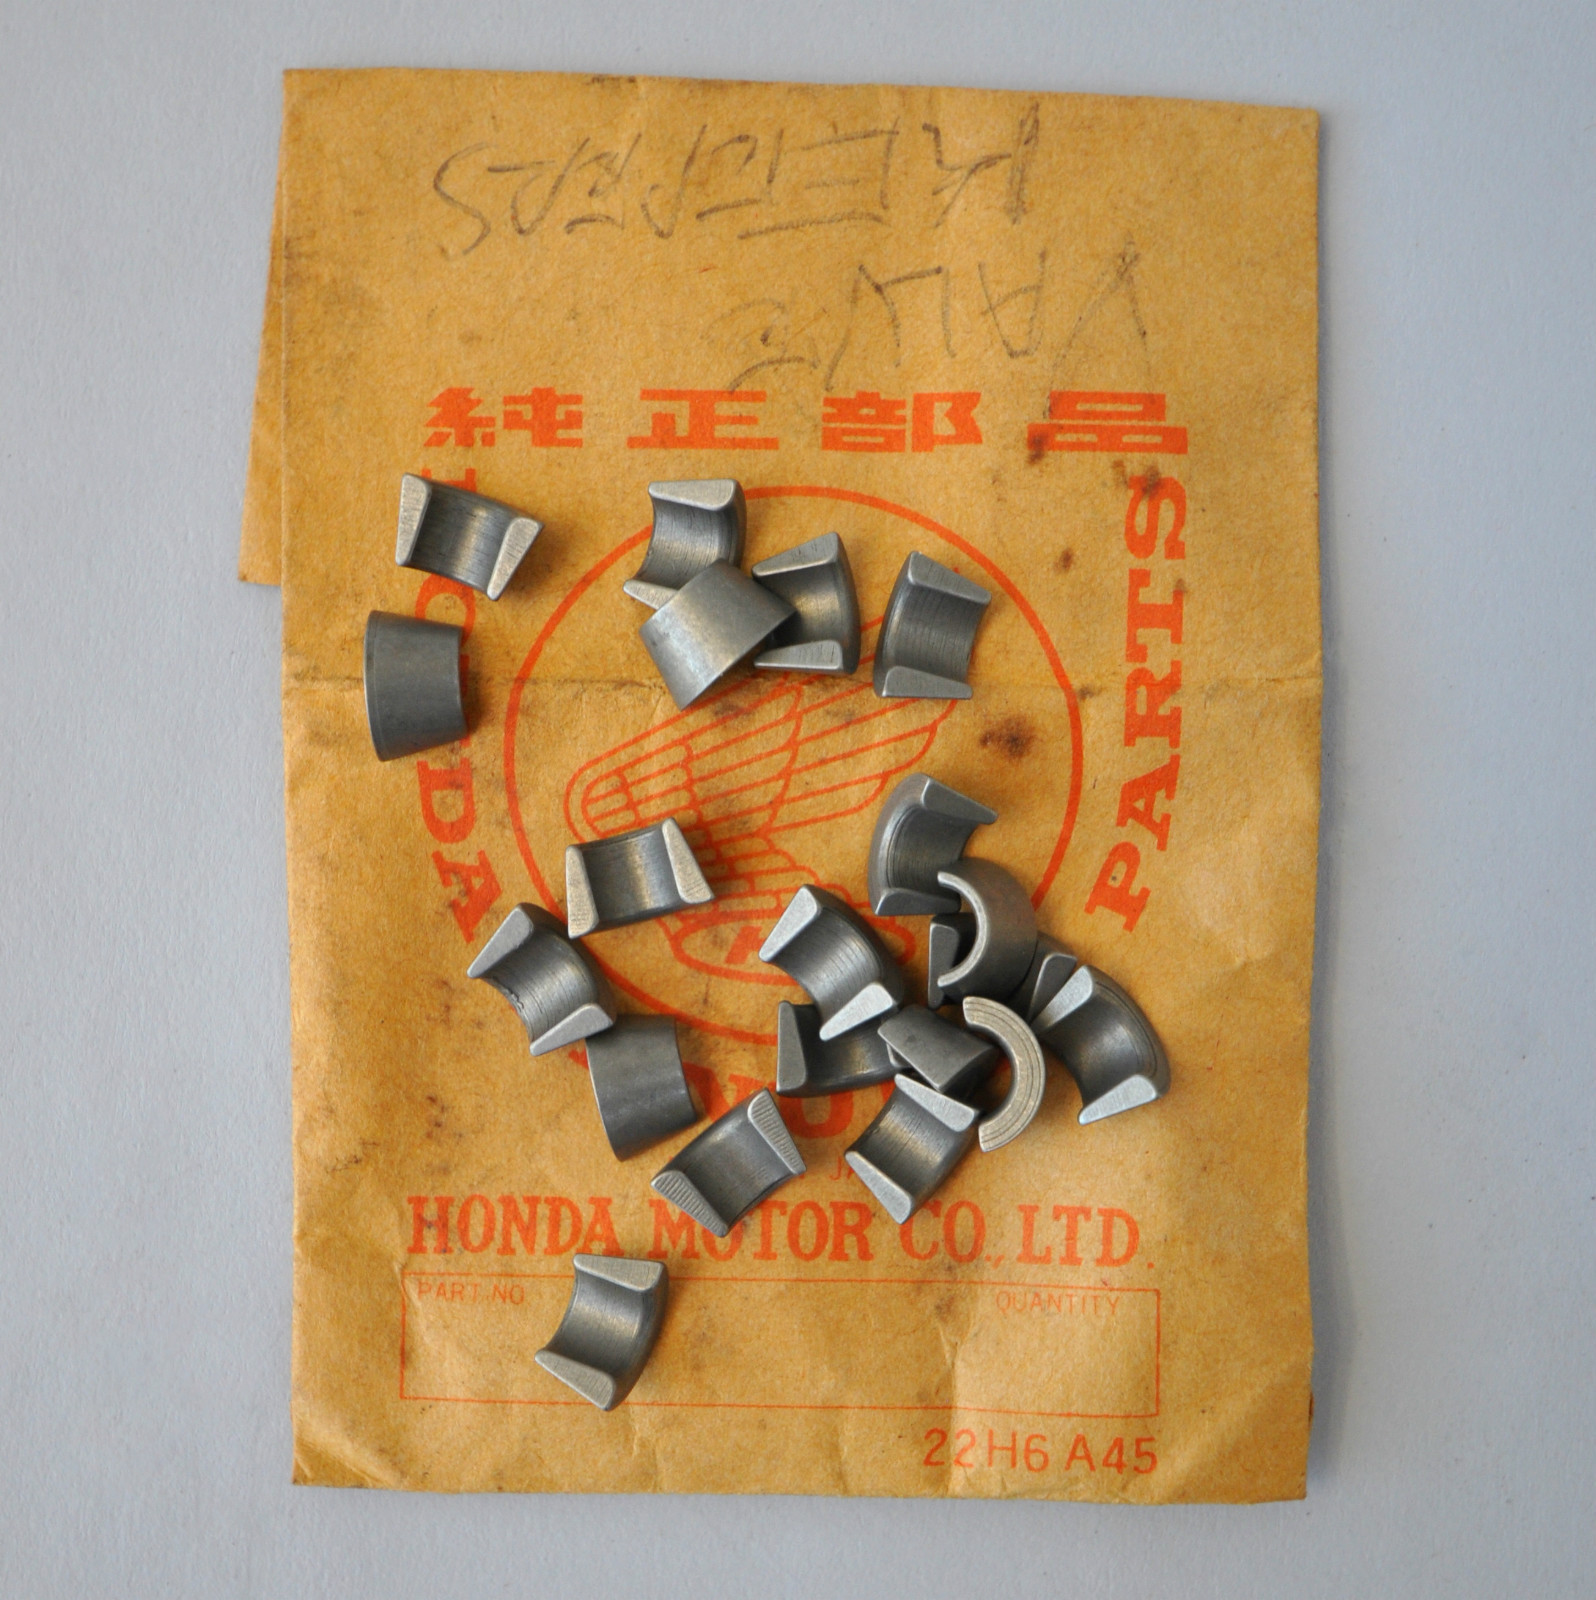 VALVE
KEEPERS
純正部品
HONDA
PARTS
HONDA MOTOR CO., LTD.
PART NO
QUANTITY
22H6 A45